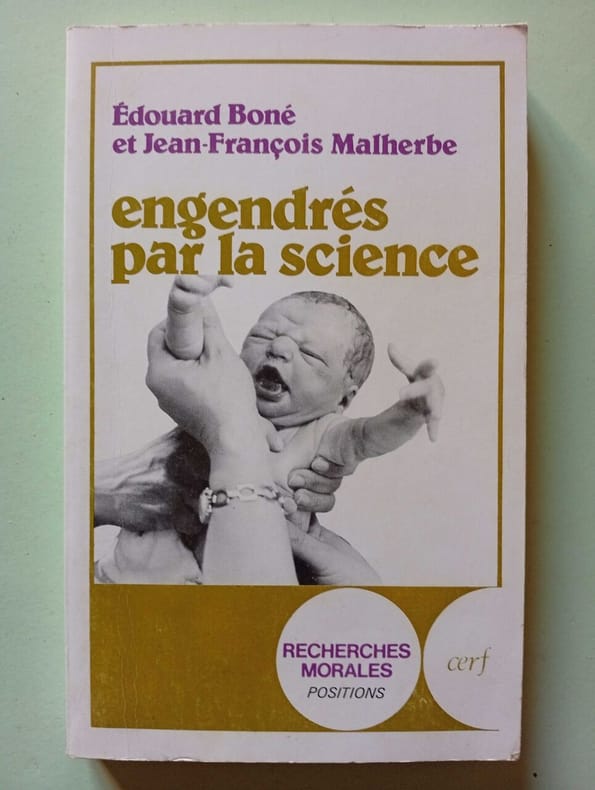 Édouard Boné
et Jean-François Malherbe
engendrés
par la science
RECHERCHES
MORALES
POSITIONS
cerf